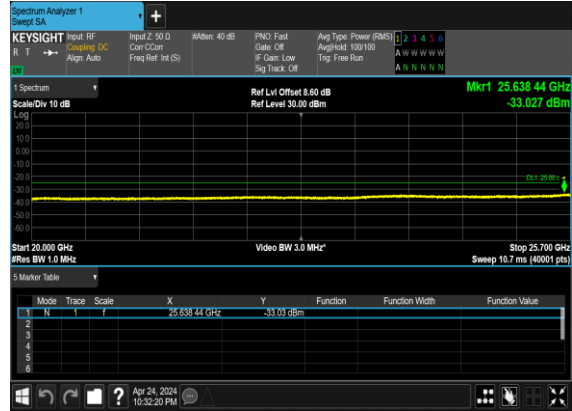 Spectrum Analyzer 1
Swept SA
+
KEYSIGHT
R T
LW
Input: RF
Coupling: DC
Align: Auto
Input Z: 50 Ω
Corr CCorr
Freq Ref: Int (S)
#Atten: 40 dB
PNO: Fast
Gate: Off
IF Gain: Low
Sig Track: Off
Avg Type: Power (RMS)
Avg|Hold: 100/100
Trig: Free Run
1 2 3 4 5 6
A W W W W W
A N N N N N
1 Spectrum
Scale/Div 10 dB
Ref Lvl Offset 8.60 dB
Ref Level 30.00 dBm
Mkr1 25.638 44 GHz
-33.027 dBm
Log
20.0
10.0
0.00
-10.0
-20.0
-30.0
-40.0
-50.0
-60.0
DL1 -25.00
Start 20.000 GHz
#Res BW 1.0 MHz
Video BW 3.0 MHz*
Stop 25.700 GHz
Sweep 10.7 ms (40001 pts)
5 Marker Table
Mode Trace Scale X Y Function Function Width Function Value
1 N 1 f 25.638 44 GHz -33.03 dBm
2
3
4
5
6
?
Apr 24, 2024
10:32:20 PM